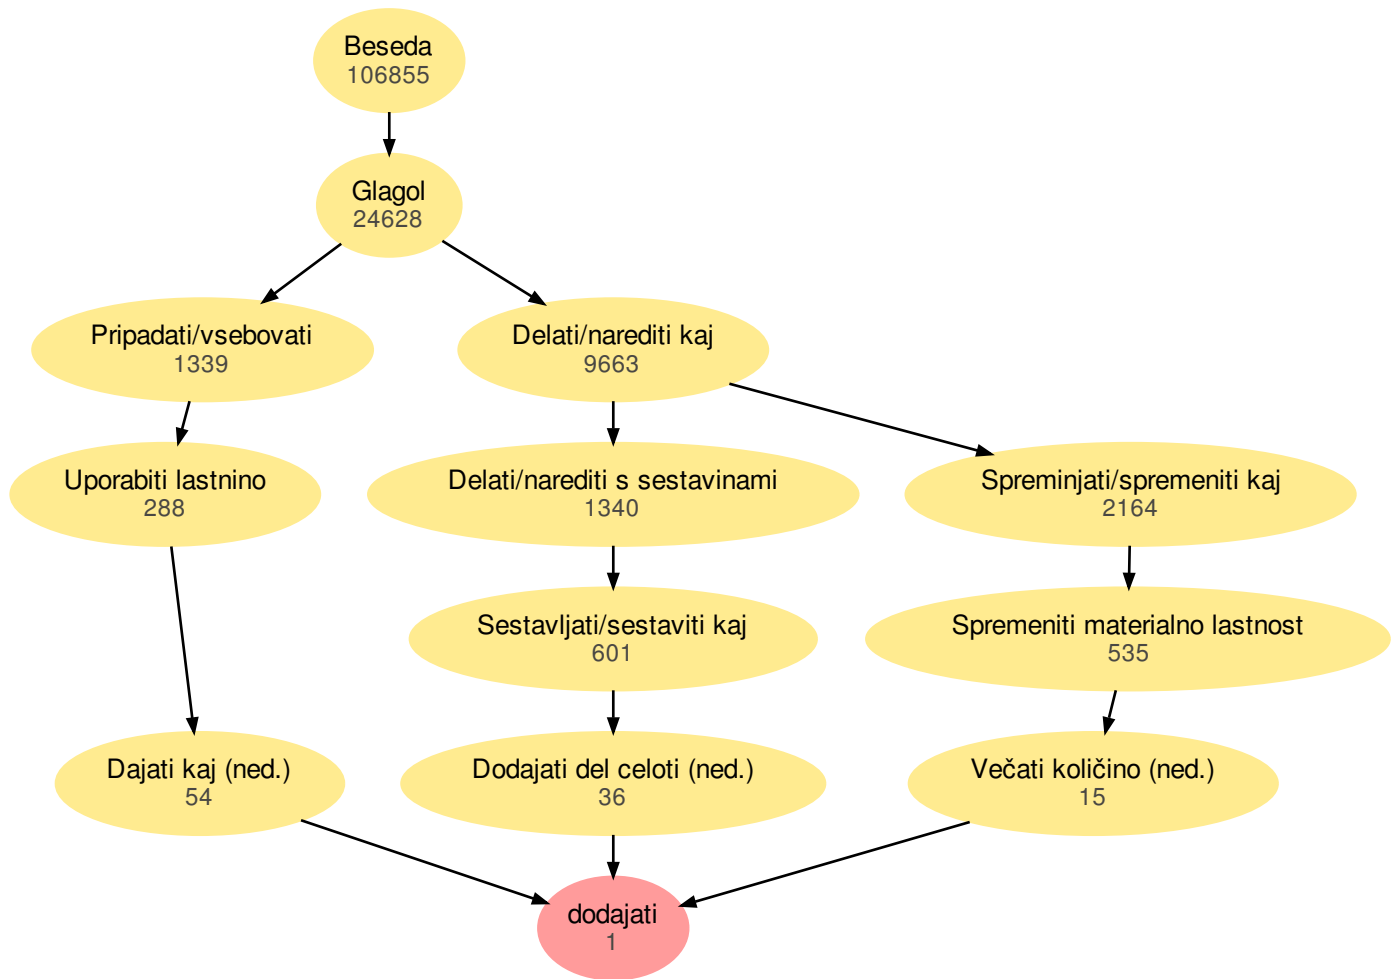 Beseda
106855
Glagol
24628
Pripadati/vsebovati
1339
Delati/narediti kaj
9663
Uporabiti lastnino
288
Delati/narediti s sestavinami
1340
Spreminjati/spremeniti kaj
2164
Sestavljati/sestaviti kaj
601
Spremeniti materialno lastnost
535
Dajati kaj (ned.)
54
Dodajati del celoti (ned.)
36
Večati količino (ned.)
15
dodajati
1